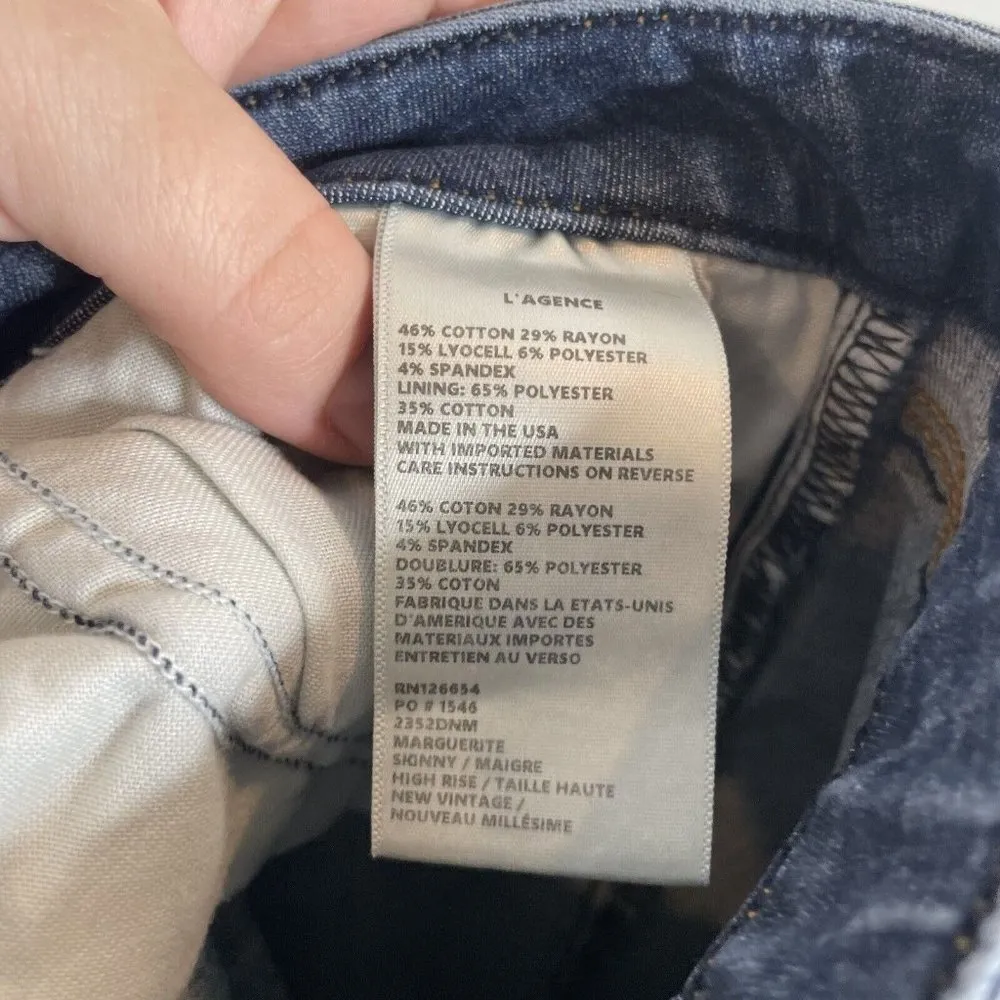 L'AGENCE
46% COTTON 29% RAYON
15% LYOCELL 6% POLYESTER
4% SPANDEX
LINING: 65% POLYESTER
35% COTTON
MADE IN THE USA
WITH IMPORTED MATERIALS
CARE INSTRUCTIONS ON REVERSE
46% COTON 29% RAYON
15% LYOCELL 6% POLYESTER
4% SPANDEX
DOUBLURE: 65% POLYESTER
35% COTON
FABRIQUE DANS LA ETATS-UNIS
D'AMERIQUE AVEC DES
MATERIAUX IMPORTES
ENTRETIEN AU VERSO
RN126654
PO # 1546
2352DNM
MARGUERITE
SKINNY / MAIGRE
HIGH RISE / TAILLE HAUTE
NEW VINTAGE /
NOUVEAU MILLÉSIME